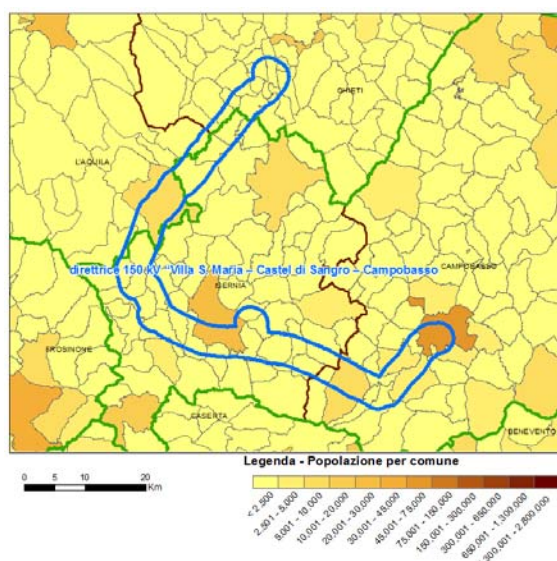 CHIETI
L'AQUILA
direttrice 150 kV "Villa S. Maria – Castel di Sangro – Campobasso
CAMPOBASSO
ISERNIA
FROSINONE
CASERTA
BENEVENTO
Legenda - Popolazione per comune
0 5 10 20
Km
< 2,500
2,501 - 5,000
5,001 - 10,000
10,001 - 20,000
20,001 - 30,000
30,001 - 45,000
45,001 - 75,000
75,001 - 150,000
150,001 - 300,000
300,001 - 650,000
650,001 - 1,300,000
1,300,001 - 2,800,000